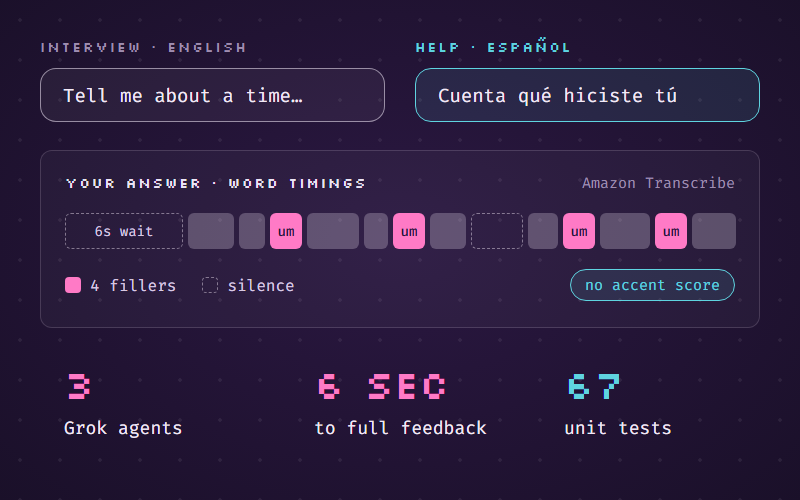 INTERVIEW · ENGLISH
HELP · ESPAÑOL
Tell me about a time…
Cuenta qué hiciste tú
YOUR ANSWER · WORD TIMINGS
Amazon Transcribe
6s wait um um um um
4 fillers silence
no accent score
3
Grok agents
6 SEC
to full feedback
67
unit tests